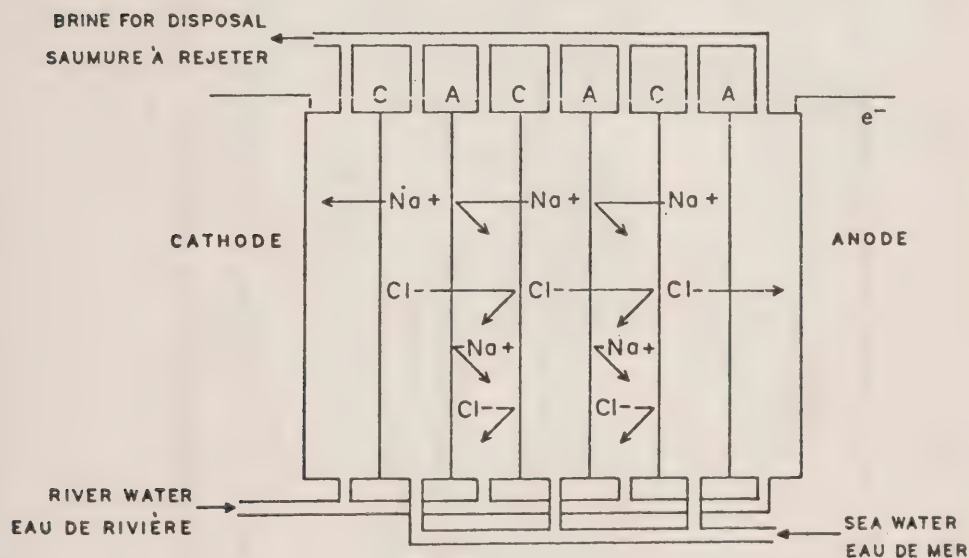 BRINE FOR DISPOSAL
SAUMURE À REJETER
C A C A C A
e⁻
Na+ Na+ Na+
CATHODE
ANODE
Cl- Cl- Cl-
Na+ Na+
Cl- Cl-
RIVER WATER
EAU DE RIVIÈRE
SEA WATER
EAU DE MER